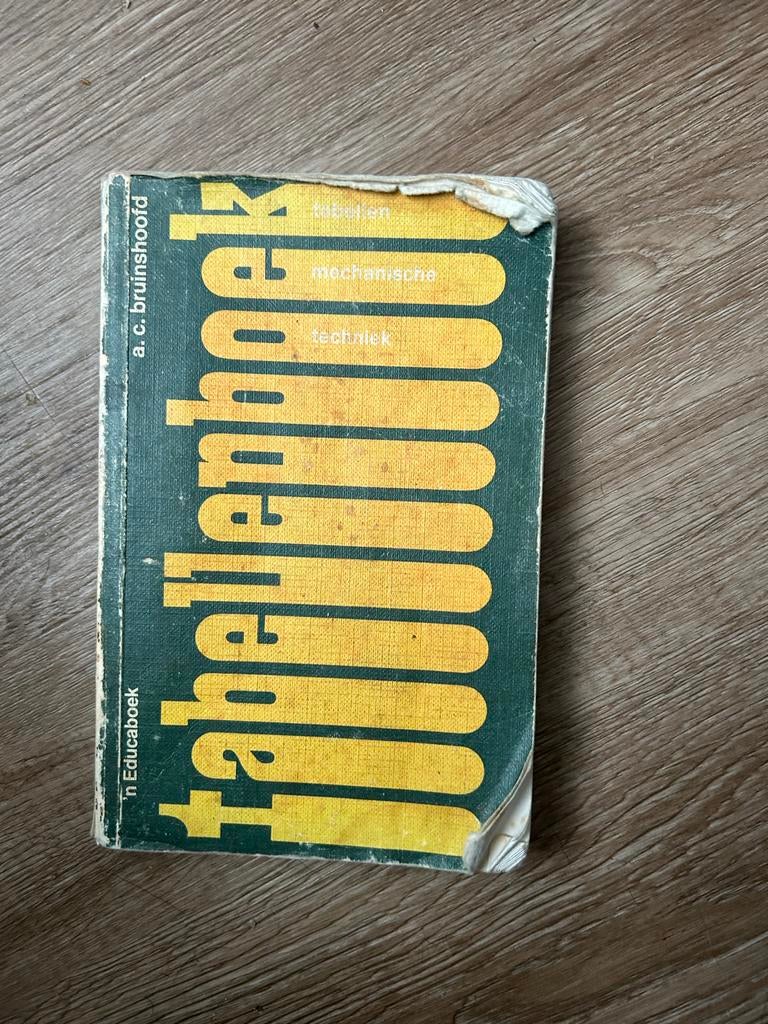 'n Educaboek
a. c. bruinshoofd
tabellenboek
tabellen
mechanische
techniek